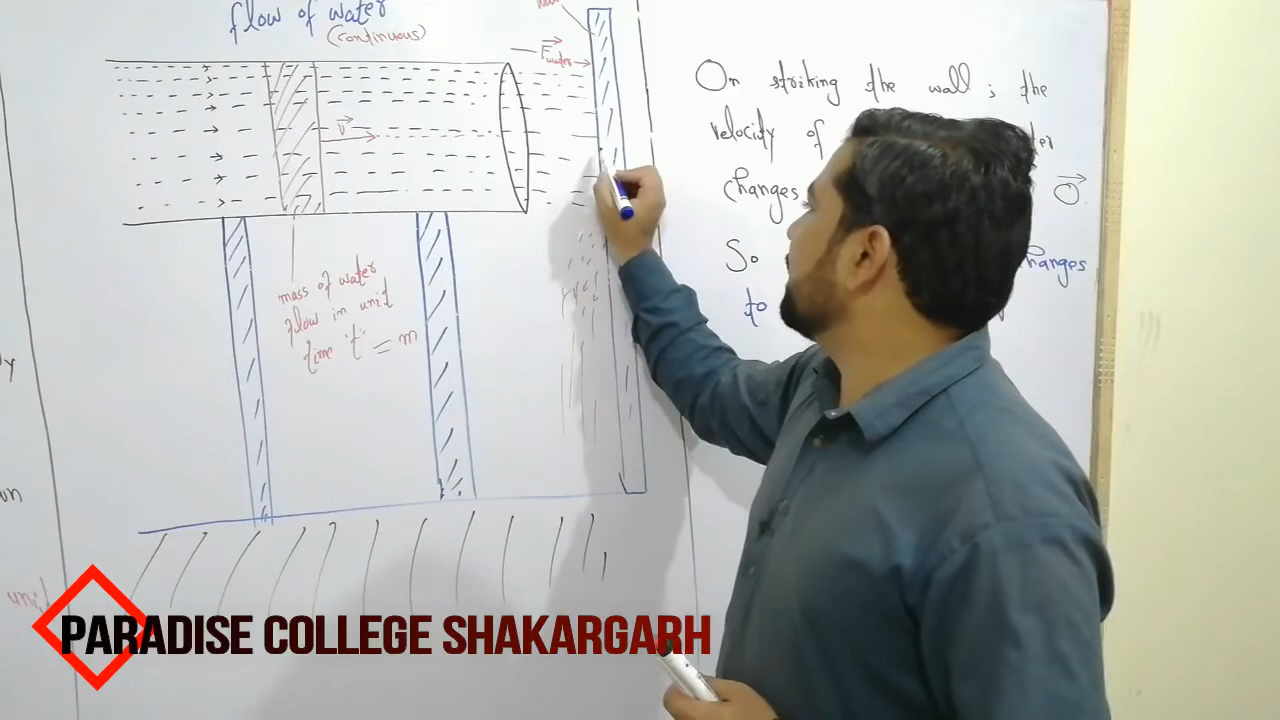 flow of water
(continuous)
F water
v
mass of water
flow in unit
time 't' = m
On striking the wall ; the
velocity of
changes O
So changes
to
unit
PARADISE COLLEGE SHAKARGARH